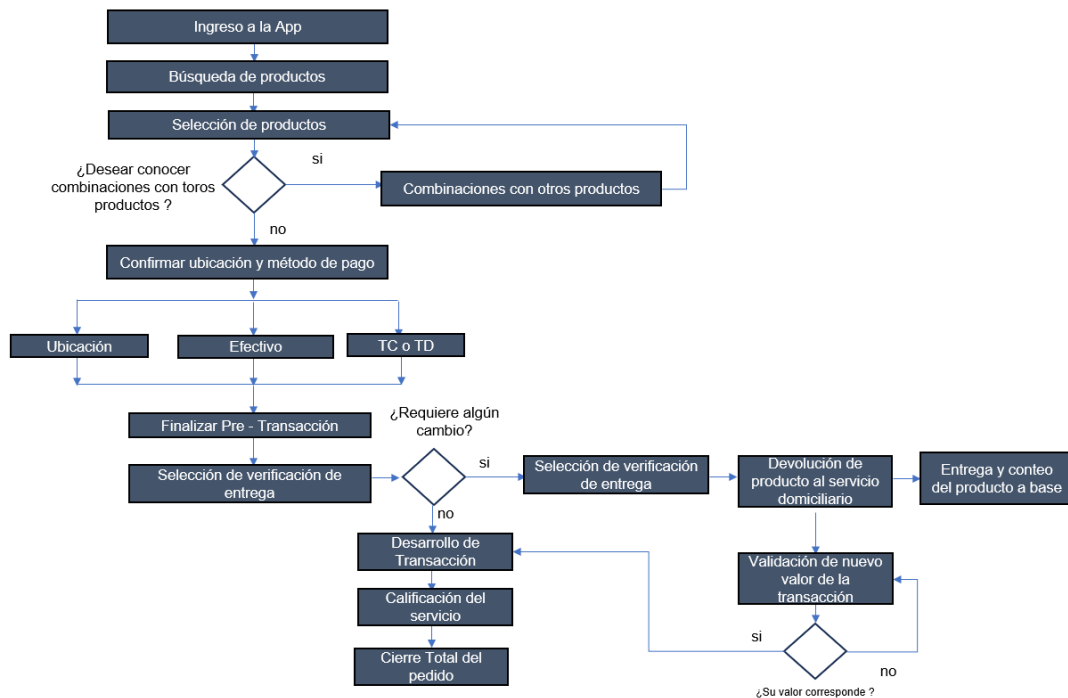 Ingreso a la App
Búsqueda de productos
Selección de productos
¿Desear conocer
combinaciones con toros
productos ?
si
Combinaciones con otros productos
no
Confirmar ubicación y método de pago
Ubicación
Efectivo
TC o TD
Finalizar Pre - Transacción
¿Requiere algún
cambio?
Selección de verificación de
entrega
si
Selección de verificación
de entrega
Devolución de
producto al servicio
domiciliario
Entrega y conteo
del producto a base
no
Desarrollo de
Transacción
Validación de nuevo
valor de la
transacción
Calificación del
servicio
si
no
Cierre Total del
pedido
¿Su valor corresponde ?